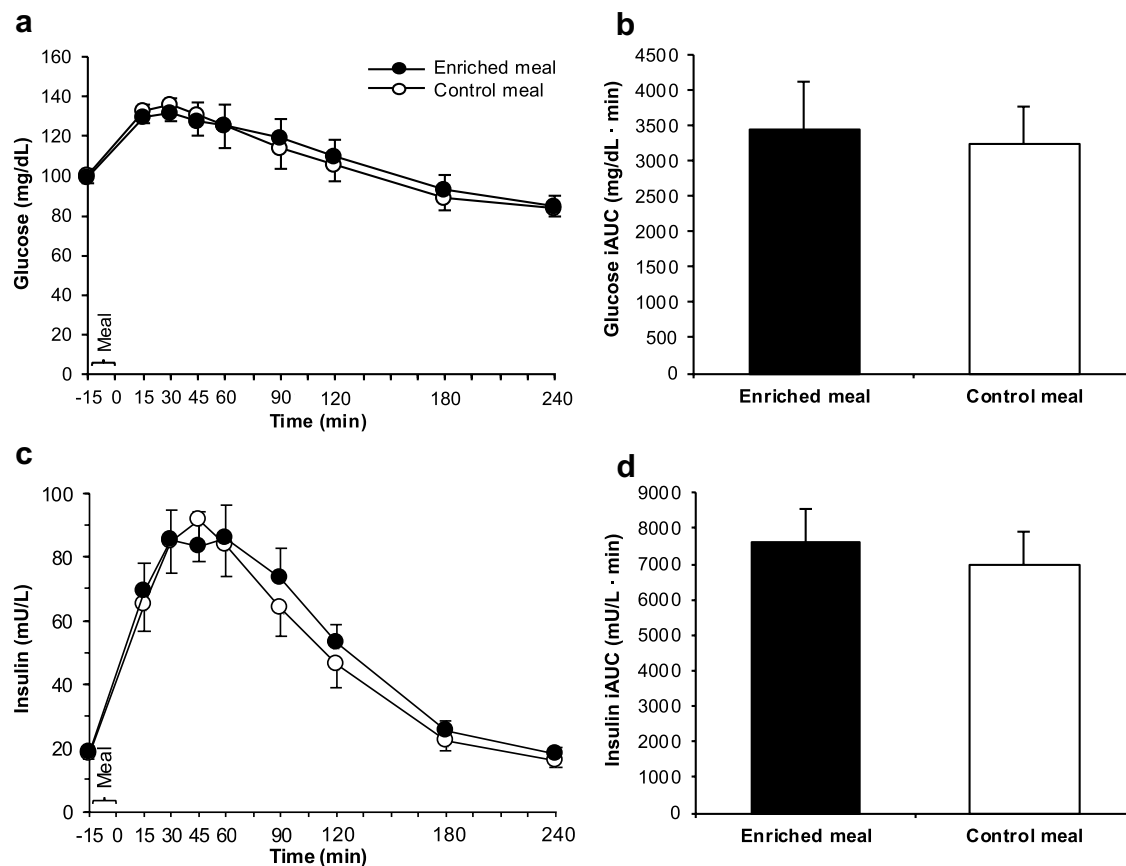 a
Glucose (mg/dL)
160
140
120
100
80
60
40
20
0
Enriched meal
Control meal
Meal
-15 0 15 30 45 60 90 120 180 240
Time (min)
b
Glucose iAUC (mg/dL · min)
4500
4000
3500
3000
2500
2000
1500
1000
500
0
Enriched meal Control meal
c
Insulin (mU/L)
100
80
60
40
20
0
Meal
-15 0 15 30 45 60 90 120 180 240
Time (min)
d
Insulin iAUC (mU/L · min)
9000
8000
7000
6000
5000
4000
3000
2000
1000
0
Enriched meal Control meal